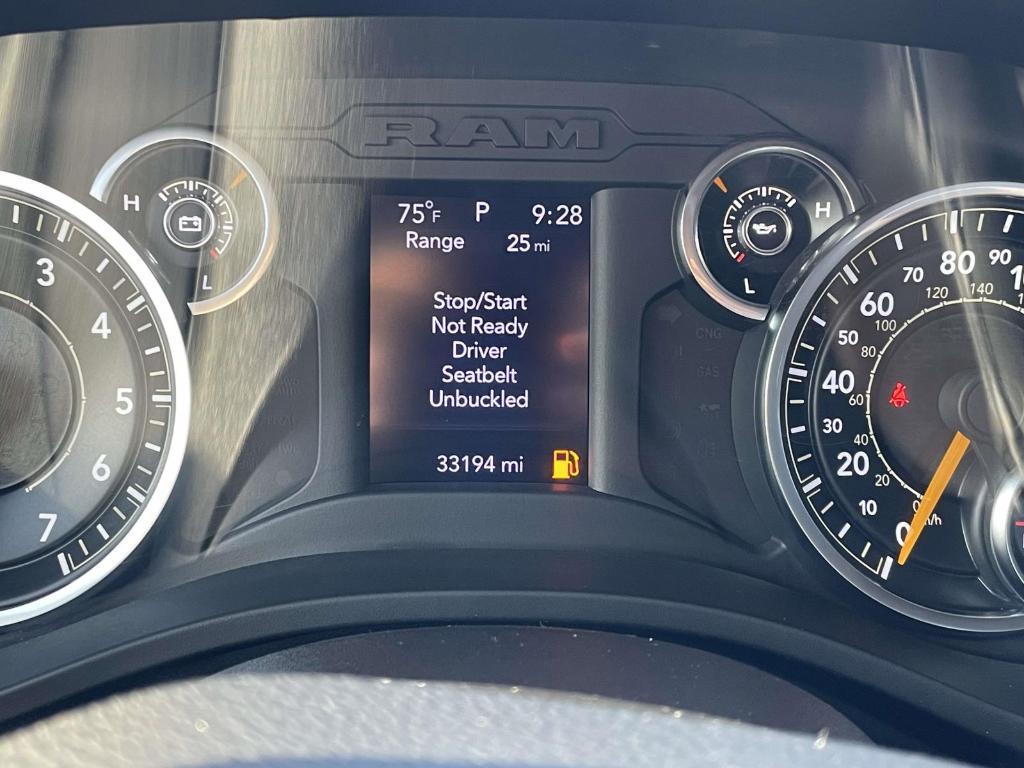 RAM
H
L
75°F P 9:28
Range 25 mi
Stop/Start
Not Ready
Driver
Seatbelt
Unbuckled
33194 mi
H
L
CNG
GAS
3
4
5
6
7
0
10
20
30
40
50
60
70
80
90
20
40
60
80
100
120
140